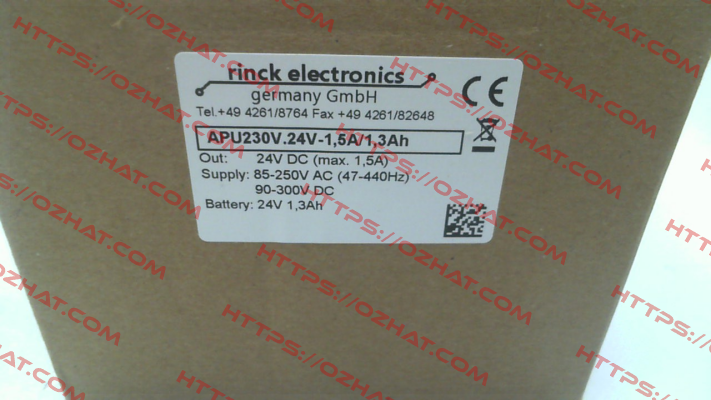 rinck electronics
germany GmbH
Tel.+49 4261/8764 Fax +49 4261/82648
APU230V.24V-1,5A/1,3Ah
Out: 24V DC (max. 1,5A)
Supply: 85-250V AC (47-440Hz)
90-300V DC
Battery: 24V 1,3Ah
CE
HTTPS://OZHAT.COM